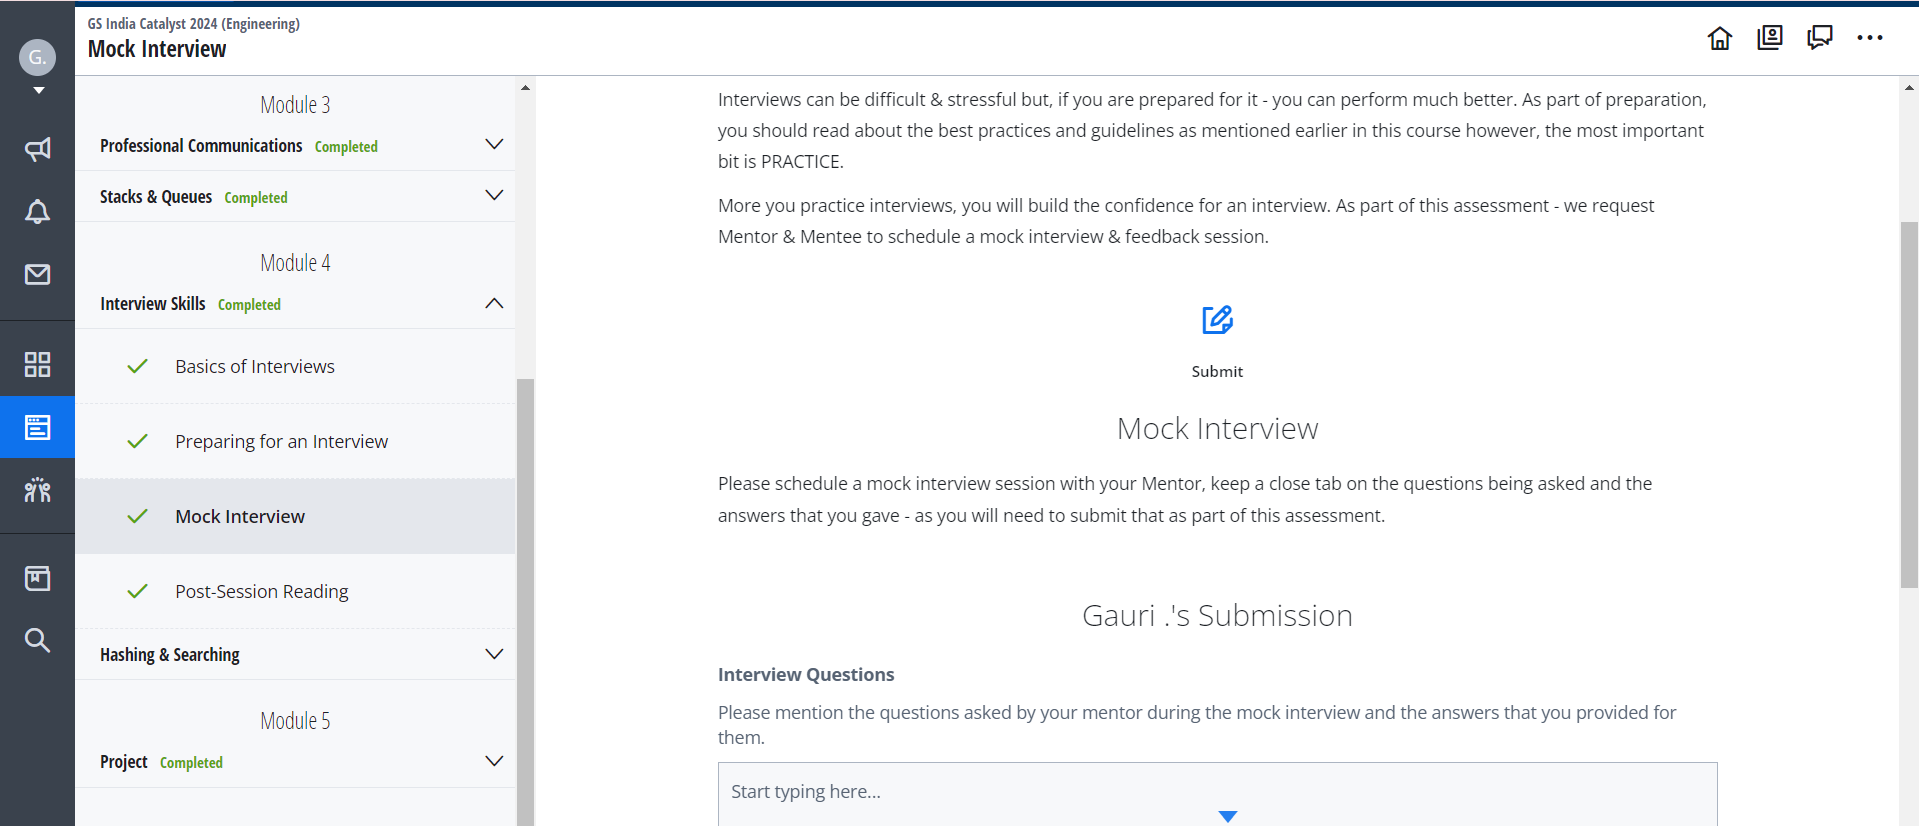 GS India Catalyst 2024 (Engineering)
Mock Interview
G.
Module 3
Professional Communications Completed
Stacks & Queues Completed
Module 4
Interview Skills Completed
Basics of Interviews
Preparing for an Interview
Mock Interview
Post-Session Reading
Hashing & Searching
Module 5
Project Completed
Interviews can be difficult & stressful but, if you are prepared for it - you can perform much better. As part of preparation,
you should read about the best practices and guidelines as mentioned earlier in this course however, the most important
bit is PRACTICE.
More you practice interviews, you will build the confidence for an interview. As part of this assessment - we request
Mentor & Mentee to schedule a mock interview & feedback session.
Submit
Mock Interview
Please schedule a mock interview session with your Mentor, keep a close tab on the questions being asked and the
answers that you gave - as you will need to submit that as part of this assessment.
Gauri .'s Submission
Interview Questions
Please mention the questions asked by your mentor during the mock interview and the answers that you provided for
them.
Start typing here...